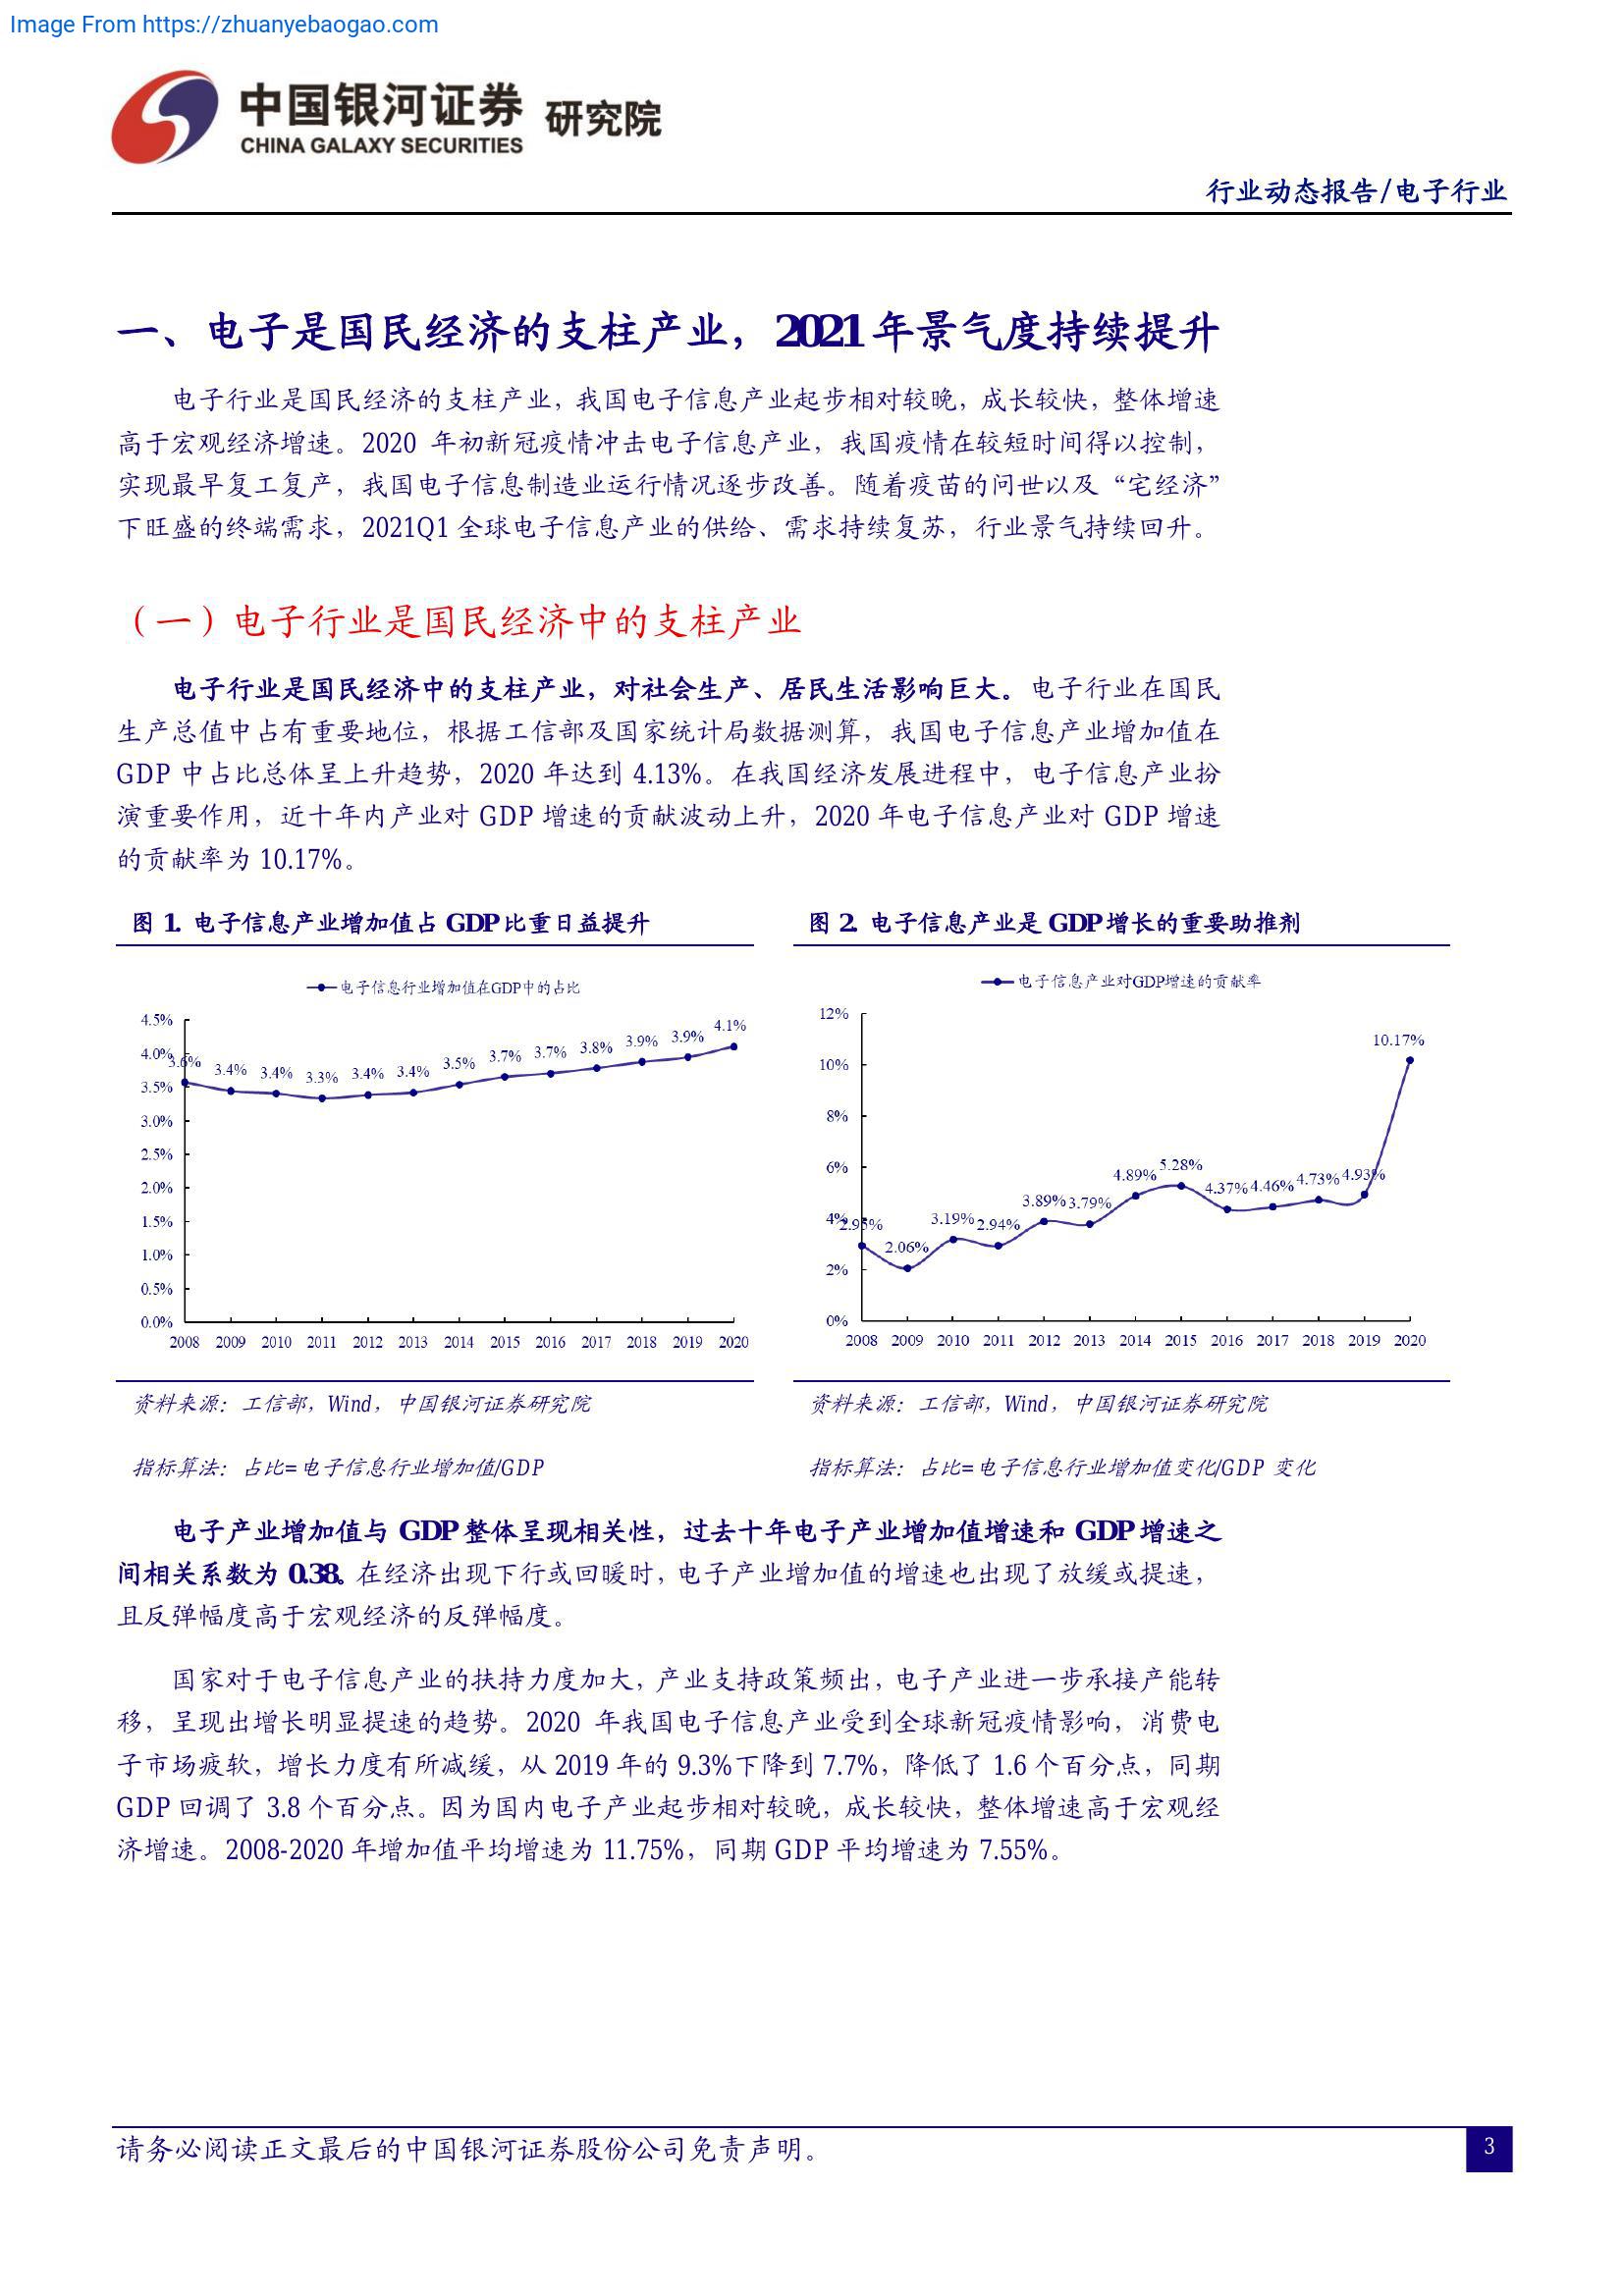 Image From https://zhuanyebaogao.com
中国银河证券 研究院
CHINA GALAXY SECURITIES
行业动态报告/电子行业
一、电子是国民经济的支柱产业，2021 年景气度持续提升
电子行业是国民经济的支柱产业，我国电子信息产业起步相对较晚，成长较快，整体增速
高于宏观经济增速。2020 年初新冠疫情冲击电子信息产业，我国疫情在较短时间得以控制，
实现最早复工复产，我国电子信息制造业运行情况逐步改善。随着疫苗的问世以及“宅经济”
下旺盛的终端需求，2021Q1 全球电子信息产业的供给、需求持续复苏，行业景气持续回升。
（一）电子行业是国民经济中的支柱产业
电子行业是国民经济中的支柱产业，对社会生产、居民生活影响巨大。电子行业在国民
生产总值中占有重要地位，根据工信部及国家统计局数据测算，我国电子信息产业增加值在
GDP 中占比总体呈上升趋势，2020 年达到 4.13%。在我国经济发展进程中，电子信息产业扮
演重要作用，近十年内产业对 GDP 增速的贡献波动上升，2020 年电子信息产业对 GDP 增速
的贡献率为 10.17%。
图 1. 电子信息产业增加值占 GDP 比重日益提升
电子信息行业增加值在GDP中的占比
4.5%
4.0%
3.5%
3.0%
2.5%
2.0%
1.5%
1.0%
0.5%
0.0%
3.6% 3.4% 3.4% 3.3% 3.4% 3.4% 3.5% 3.7% 3.7% 3.8% 3.9% 3.9% 4.1%
2008 2009 2010 2011 2012 2013 2014 2015 2016 2017 2018 2019 2020
资料来源：工信部，Wind，中国银河证券研究院
指标算法：占比=电子信息行业增加值/GDP
图 2. 电子信息产业是 GDP 增长的重要助推剂
电子信息产业对GDP增速的贡献率
12%
10%
8%
6%
4%
2%
0%
2.95% 2.06% 3.19% 2.94% 3.89% 3.79% 4.89% 5.28% 4.37% 4.46% 4.73% 4.93% 10.17%
2008 2009 2010 2011 2012 2013 2014 2015 2016 2017 2018 2019 2020
资料来源：工信部，Wind，中国银河证券研究院
指标算法：占比=电子信息行业增加值变化/GDP 变化
电子产业增加值与 GDP 整体呈现相关性，过去十年电子产业增加值增速和 GDP 增速之
间相关系数为 0.38。在经济出现下行或回暖时，电子产业增加值的增速也出现了放缓或提速，
且反弹幅度高于宏观经济的反弹幅度。
国家对于电子信息产业的扶持力度加大，产业支持政策频出，电子产业进一步承接产能转
移，呈现出增长明显提速的趋势。2020 年我国电子信息产业受到全球新冠疫情影响，消费电
子市场疲软，增长力度有所减缓，从 2019 年的 9.3%下降到 7.7%，降低了 1.6 个百分点，同期
GDP 回调了 3.8 个百分点。因为国内电子产业起步相对较晚，成长较快，整体增速高于宏观经
济增速。2008-2020 年增加值平均增速为 11.75%，同期 GDP 平均增速为 7.55%。
请务必阅读正文最后的中国银河证券股份公司免责声明。
3